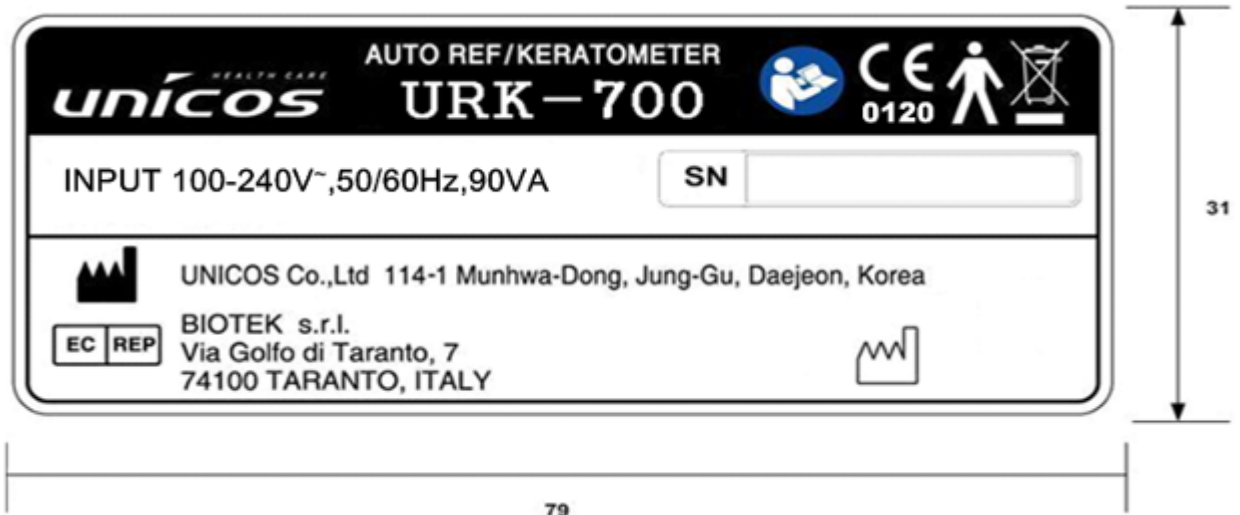 AUTO REF/KERATOMETER
HEALTH CARE
unicos
URK-700
CE
0120
INPUT 100-240V~,50/60Hz,90VA
SN
31
UNICOS Co.,Ltd 114-1 Munhwa-Dong, Jung-Gu, Daejeon, Korea
EC REP
BIOTEK s.r.l.
Via Golfo di Taranto, 7
74100 TARANTO, ITALY
79